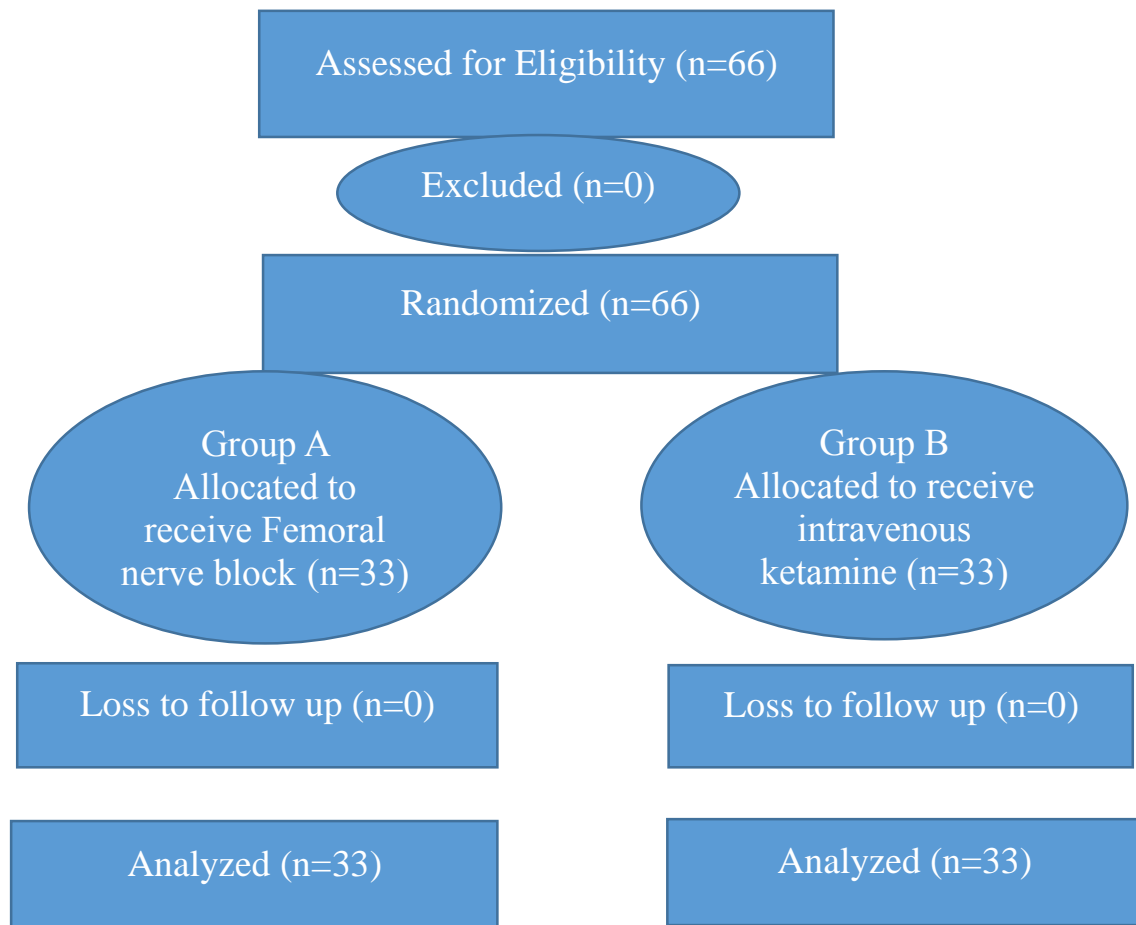 Assessed for Eligibility (n=66)
Excluded (n=0)
Randomized (n=66)
Group A
Allocated to
receive Femoral
nerve block (n=33)
Group B
Allocated to receive
intravenous
ketamine (n=33)
Loss to follow up (n=0)
Loss to follow up (n=0)
Analyzed (n=33)
Analyzed (n=33)